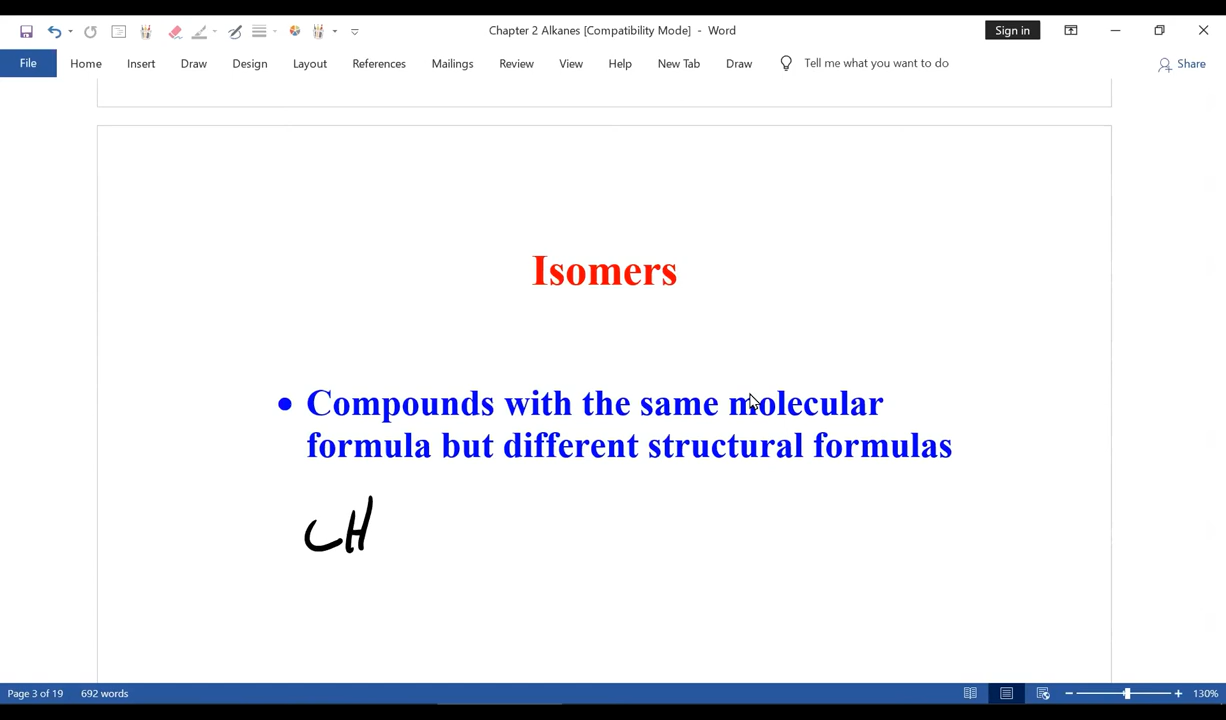 Chapter 2 Alkanes [Compatibility Mode] - Word
Sign in
File Home Insert Draw Design Layout References Mailings Review View Help New Tab Draw Tell me what you want to do Share
Isomers
• Compounds with the same molecular
formula but different structural formulas
CH
Page 3 of 19 692 words 130%